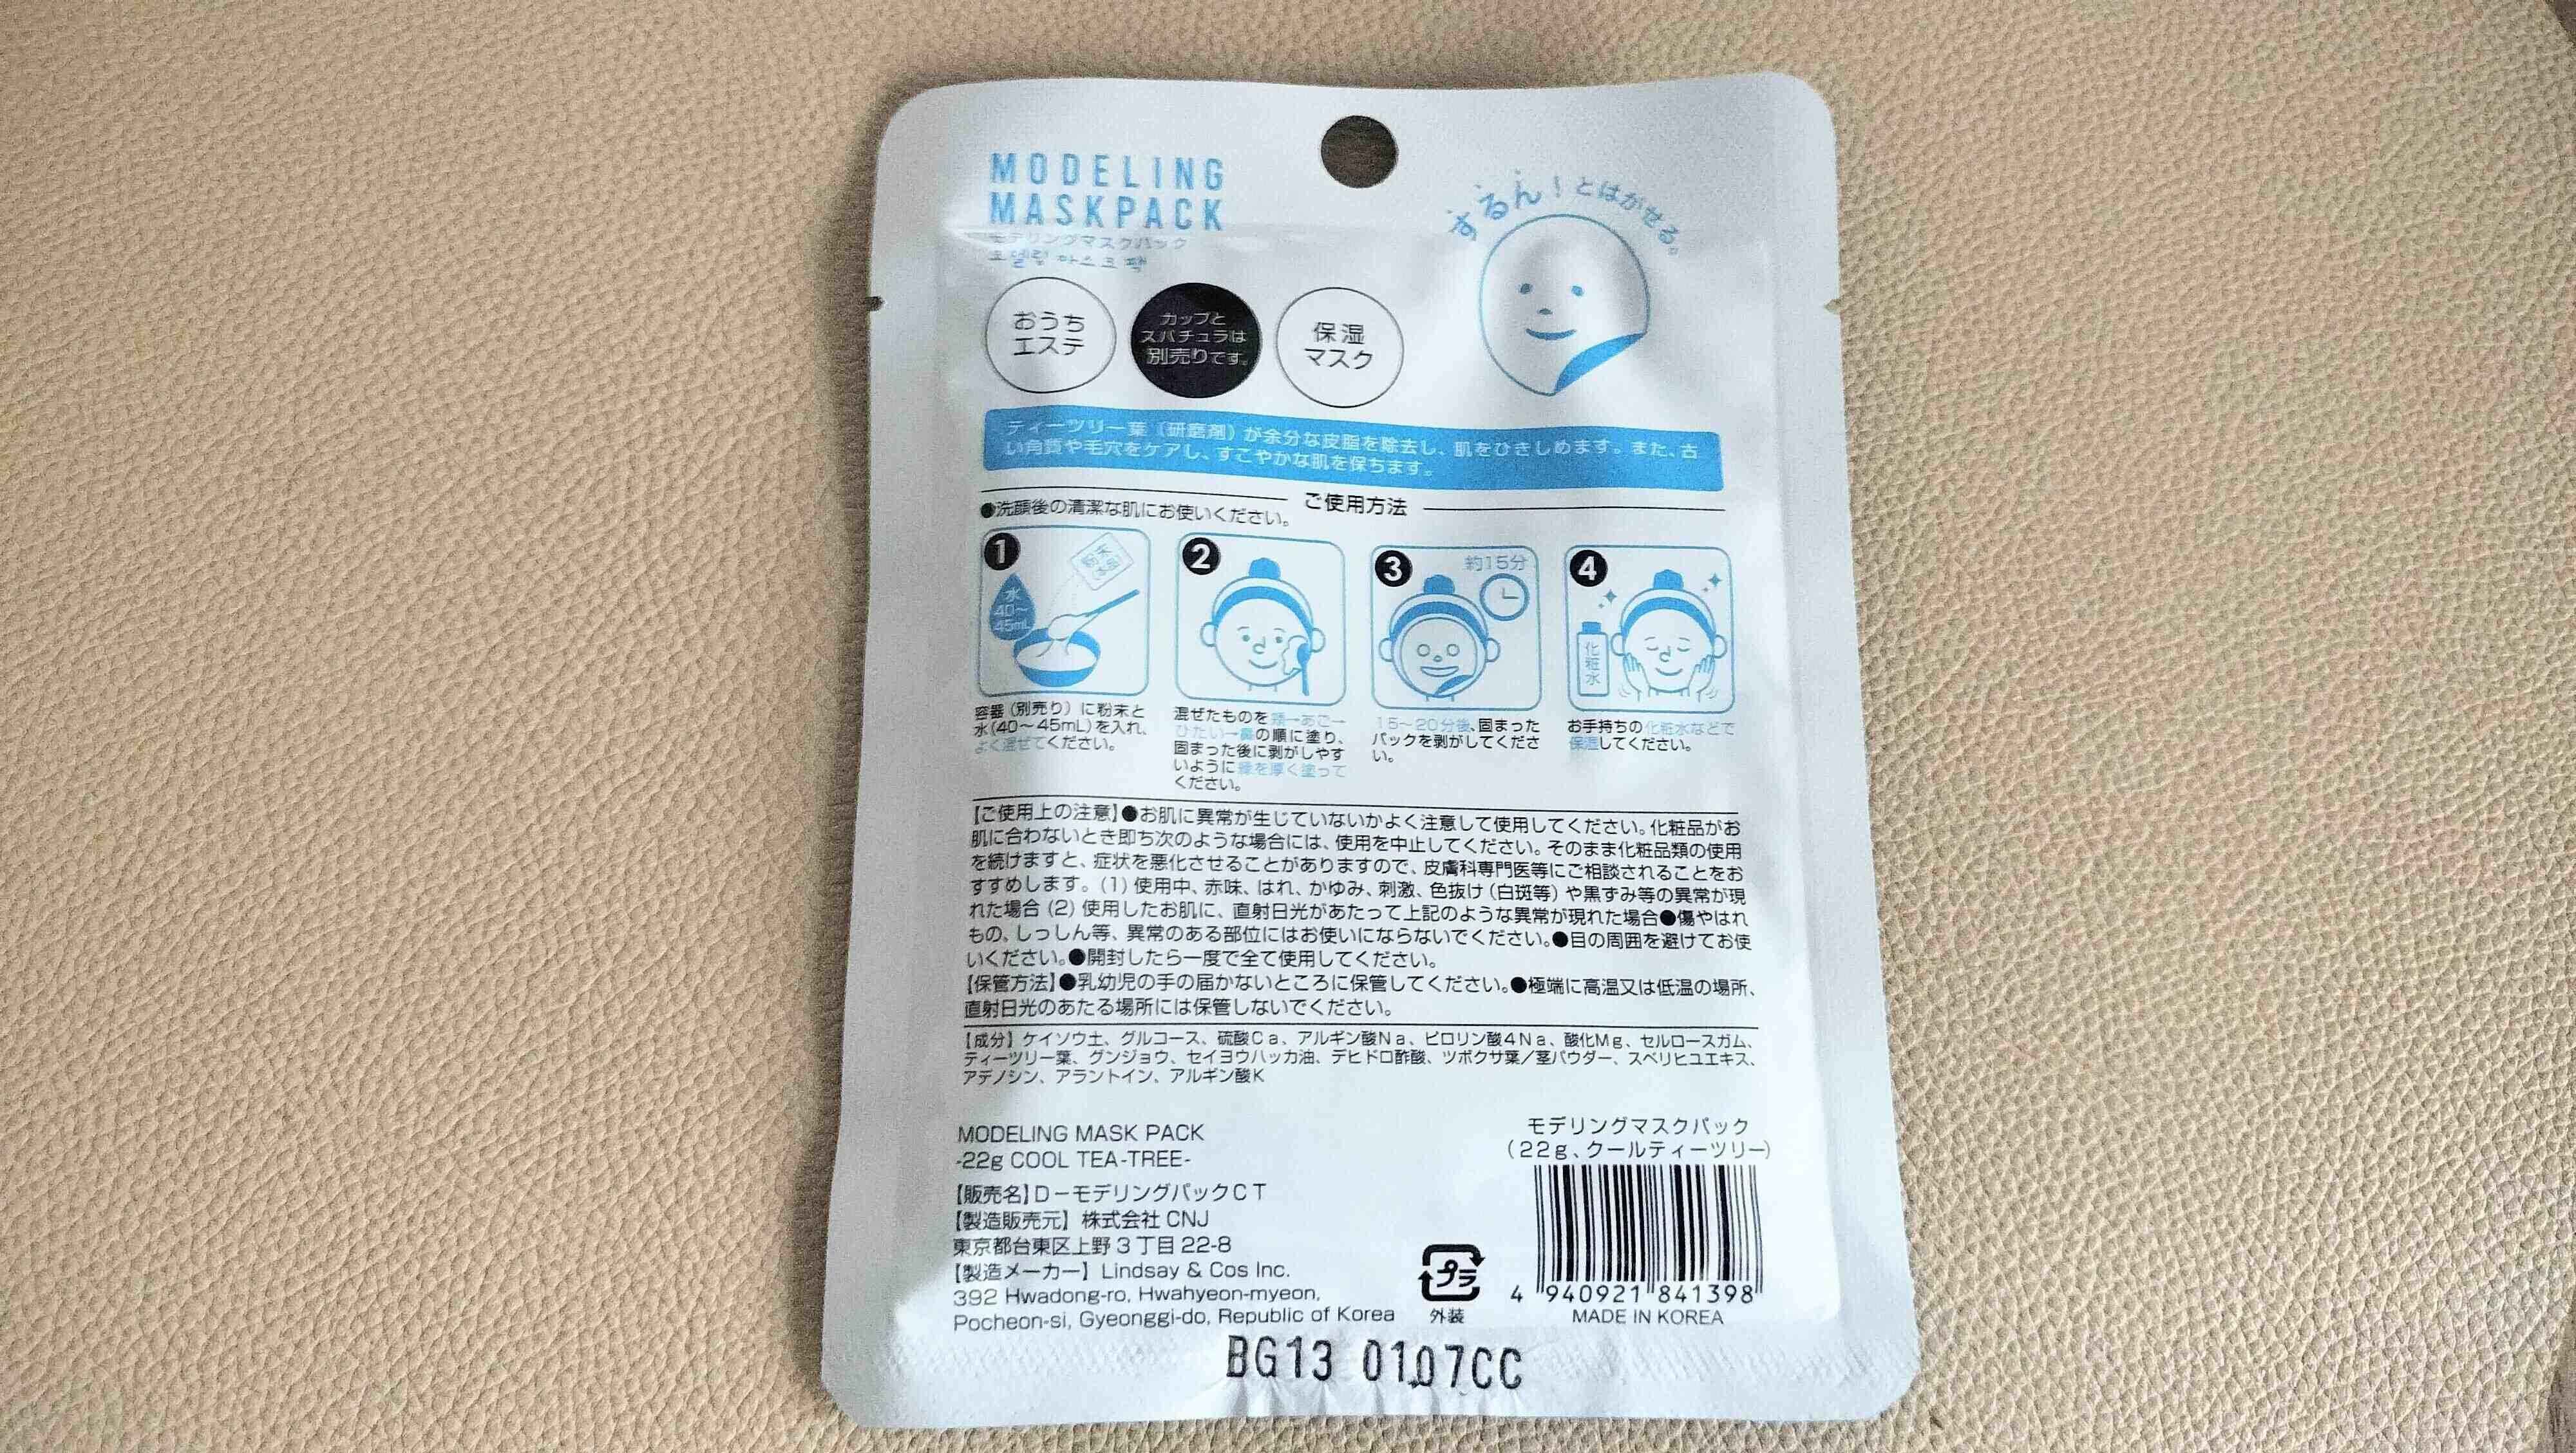 MODELING
MASKPACK
モデリングマスクパック
모델링 마스크 팩
するん！とはがせる。
おうち
エステ
カップと
スパチュラは
別売りです。
保湿
マスク
ティーツリー葉（研磨剤）が余分な皮脂を除去し、肌をひきしめます。また、古
い角質や毛穴をケアし、すこやかな肌を保ちます。
ご使用方法
●洗顔後の清潔な肌にお使いください。
1
粉末
水
40～
45mL
容器（別売り）に粉末と
水（40～45mL）を入れ、
よく混ぜてください。
2
混ぜたものを頬→あご→
ひたい→鼻の順に塗り、
固まった後に剥がしやす
いように縁を厚く塗って
ください。
3
約15分
15～20分後、固まった
パックを剥がしてくださ
い。
4
化粧水
お手持ちの化粧水などで
保湿してください。
【ご使用上の注意】●お肌に異常が生じていないかよく注意して使用してください。化粧品がお
肌に合わないとき即ち次のような場合には、使用を中止してください。そのまま化粧品類の使用
を続けますと、症状を悪化させることがありますので、皮膚科専門医等にご相談されることをお
すすめします。(1) 使用中、赤味、はれ、かゆみ、刺激、色抜け（白斑等）や黒ずみ等の異常が現
れた場合 (2) 使用したお肌に、直射日光があたって上記のような異常が現れた場合●傷やはれ
もの、しっしん等、異常のある部位にはお使いにならないでください。●目の周囲を避けてお使
いください。●開封したら一度で全て使用してください。
【保管方法】●乳幼児の手の届かないところに保管してください。●極端に高温又は低温の場所、
直射日光のあたる場所には保管しないでください。
【成分】ケイソウ土、グルコース、硫酸Ca、アルギン酸Na、ピロリン酸4Na、酸化Mg、セルロースガム、
ティーツリー葉、グンジョウ、セイヨウハッカ油、デヒドロ酢酸、ツボクサ葉／茎パウダー、スベリヒユエキス、
アデノシン、アラントイン、アルギン酸K
MODELING MASK PACK
-22g COOL TEA-TREE-
【販売名】D－モデリングパックCT
【製造販売元】株式会社 CNJ
東京都台東区上野 3 丁目 22-8
【製造メーカー】Lindsay & Cos Inc.
392 Hwadong-ro, Hwahyeon-myeon,
Pocheon-si, Gyeonggi-do, Republic of Korea
プラ
外装
モデリングマスクパック
（22g、クールティーツリー）
4 940921 841398
MADE IN KOREA
BG13 0107CC